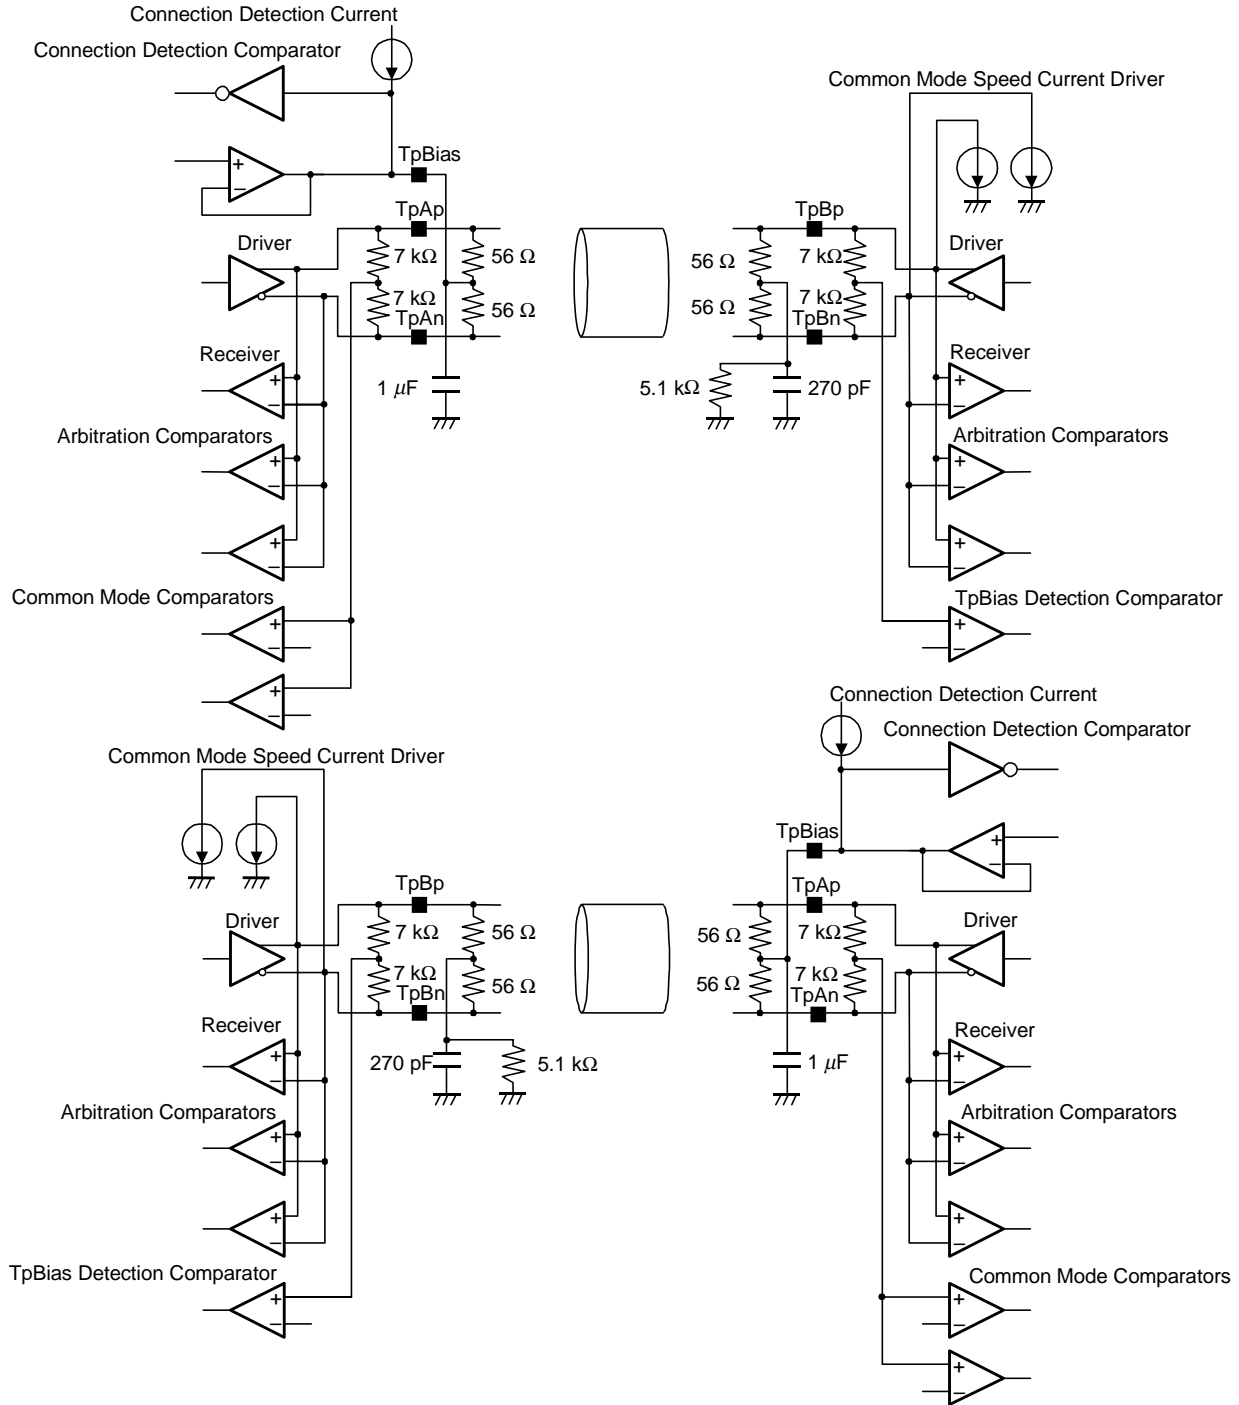 Connection Detection Current
Connection Detection Comparator
Common Mode Speed Current Driver
+
−
TpBias
TpAp
TpBp
Driver
7 kΩ
56 Ω
56 Ω
7 kΩ
Driver
7 kΩ
56 Ω
56 Ω
7 kΩ
TpAn
TpBn
Receiver
+
−
1 μF
5.1 kΩ
270 pF
Receiver
+
−
Arbitration Comparators
+
−
Arbitration Comparators
+
−
+
−
+
−
Common Mode Comparators
+
−
TpBias Detection Comparator
+
−
+
−
Connection Detection Current
Connection Detection Comparator
Common Mode Speed Current Driver
TpBias
+
−
TpBp
TpAp
Driver
7 kΩ
56 Ω
56 Ω
7 kΩ
Driver
7 kΩ
56 Ω
56 Ω
7 kΩ
TpBn
TpAn
Receiver
+
−
270 pF
5.1 kΩ
1 μF
Receiver
+
−
Arbitration Comparators
+
−
Arbitration Comparators
+
−
+
−
+
−
TpBias Detection Comparator
+
−
Common Mode Comparators
+
−
+
−